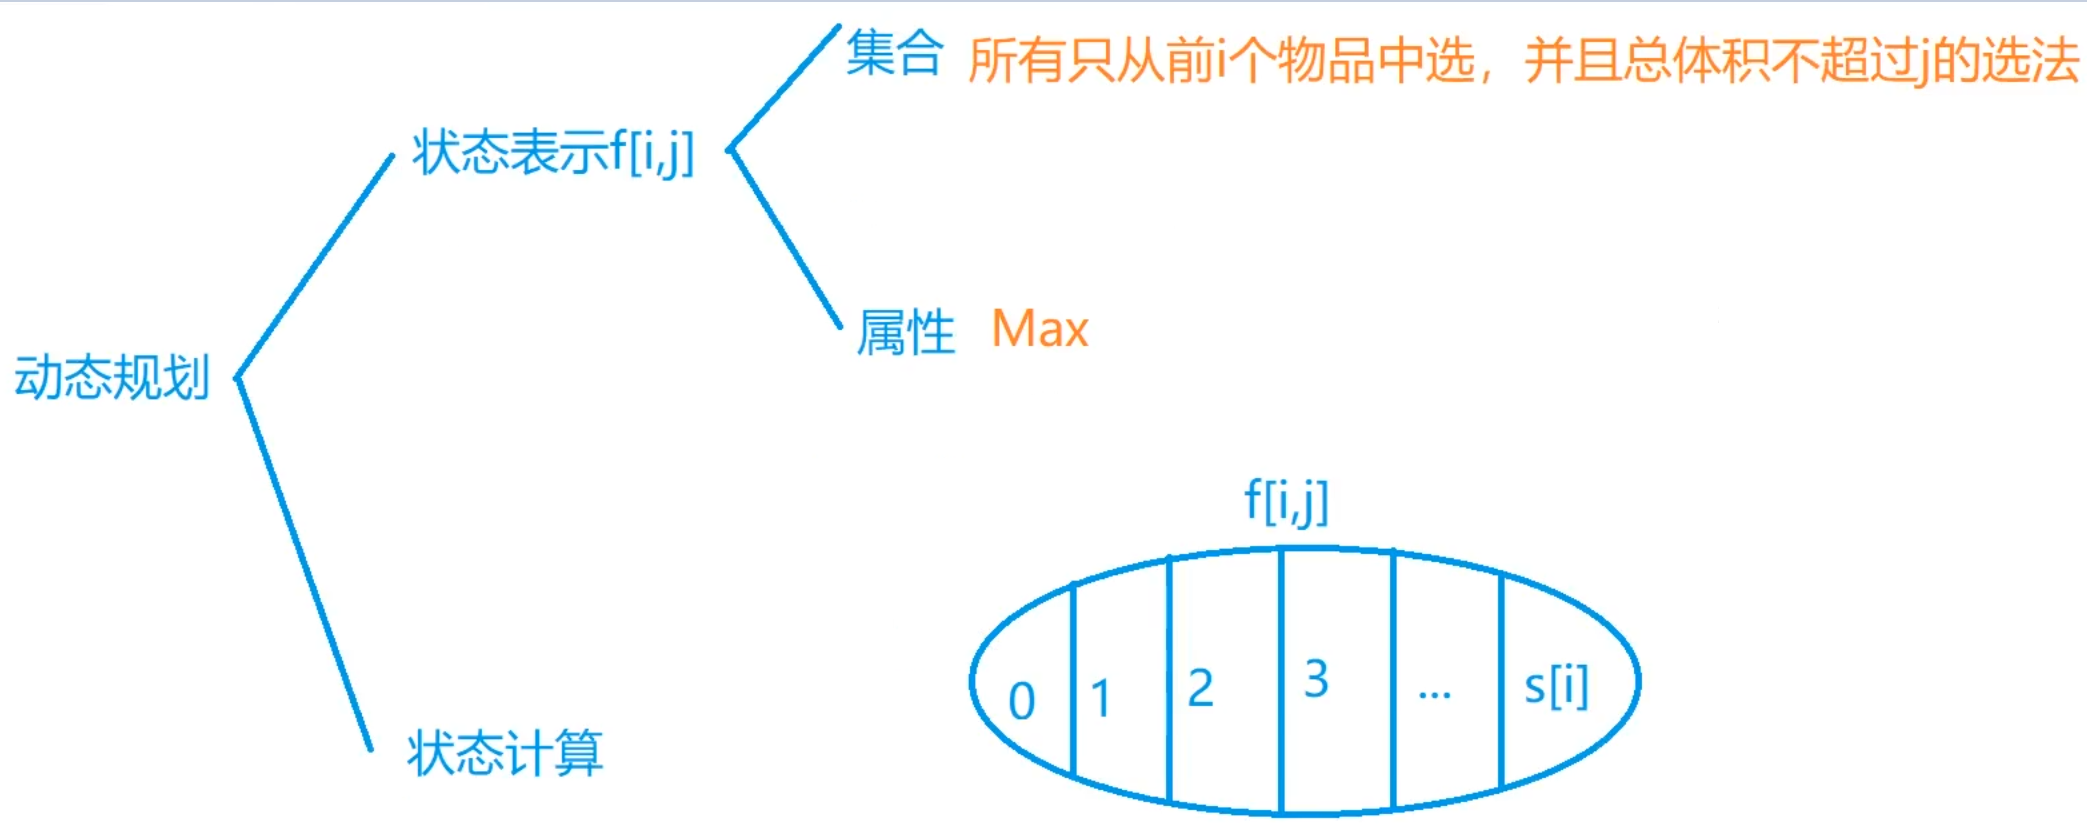 集合 所有只从前i个物品中选，并且总体积不超过j的选法
状态表示f[i,j]
属性 Max
动态规划
f[i,j]
0 1 2 3 ... s[i]
状态计算